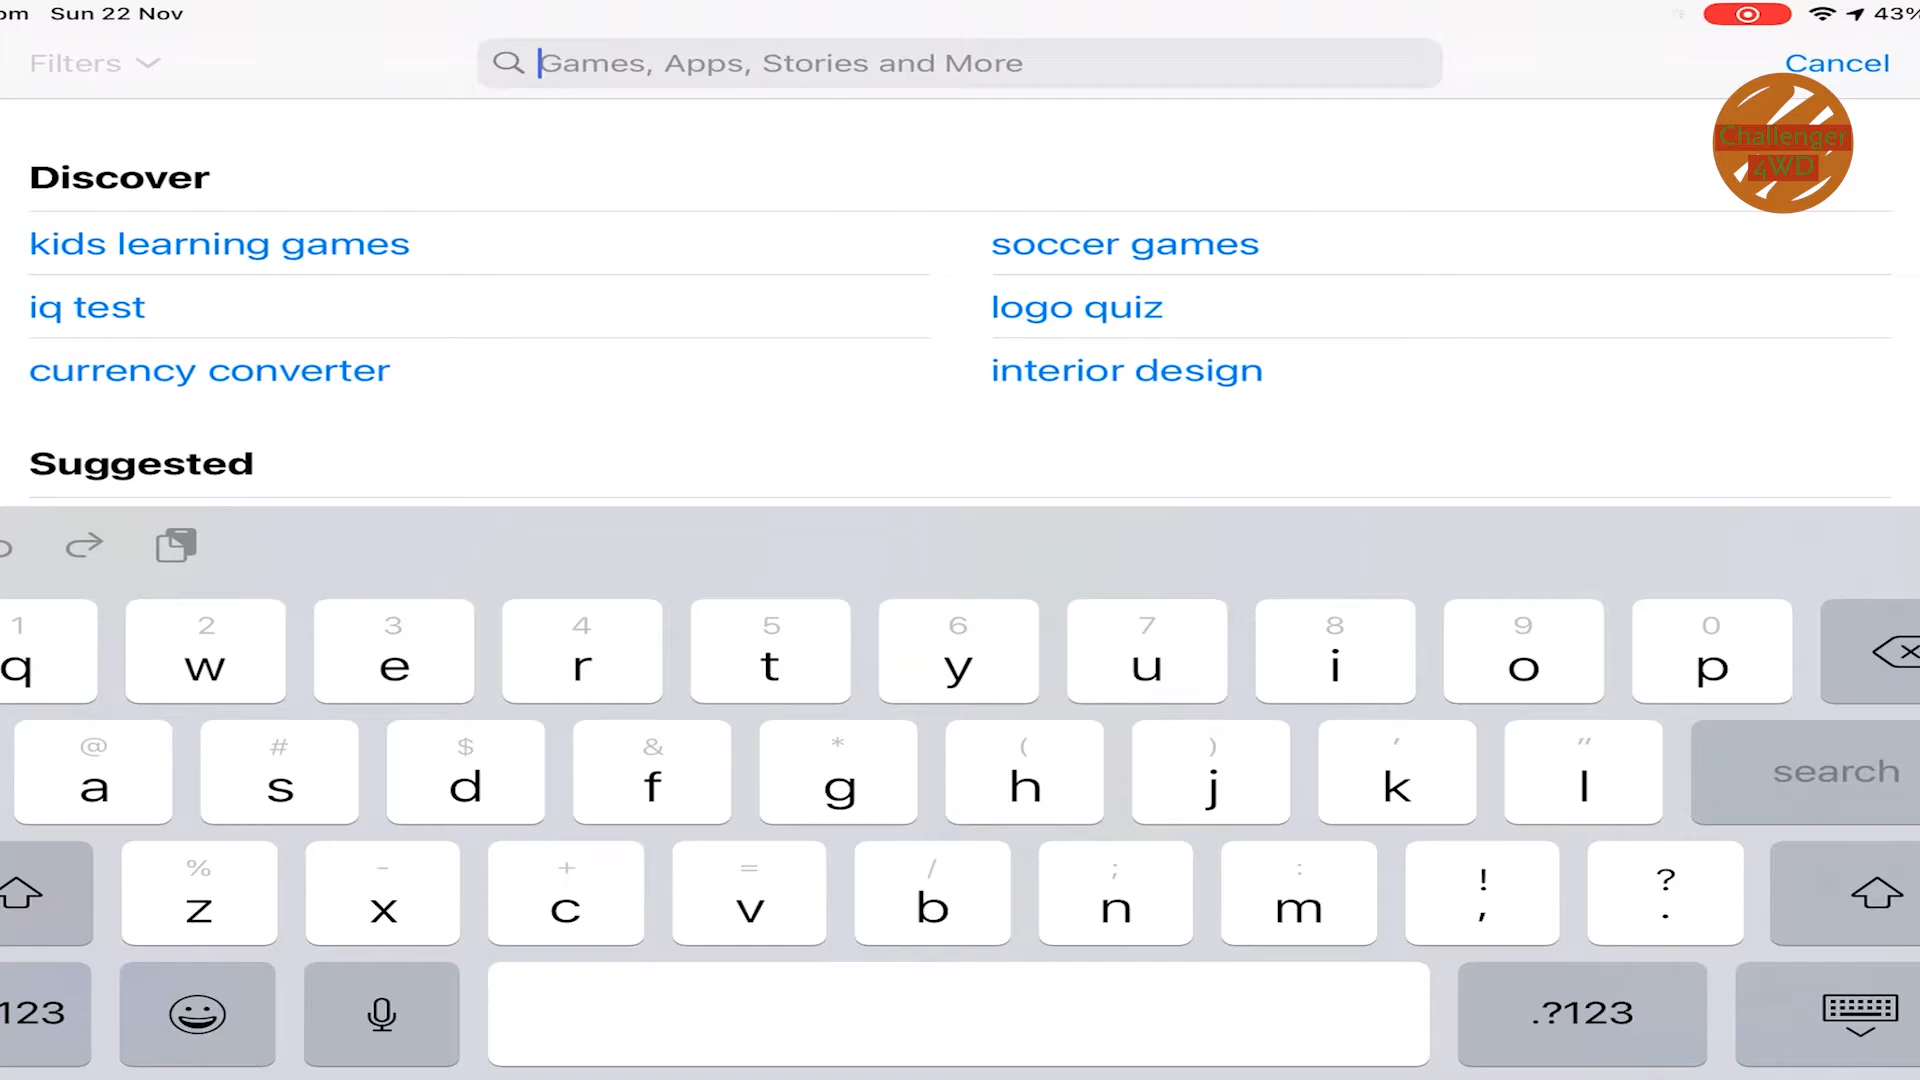 pm Sun 22 Nov 43%
Filters Games, Apps, Stories and More Cancel
Challenger
4WD
Discover
kids learning games soccer games
iq test logo quiz
currency converter interior design
Suggested
1 2 3 4 5 6 7 8 9 0
q w e r t y u i o p
@ # $ & * ( ) ' "
a s d f g h j k l search
% - + = / ; : ! ?
z x c v b n m , .
123 .?123